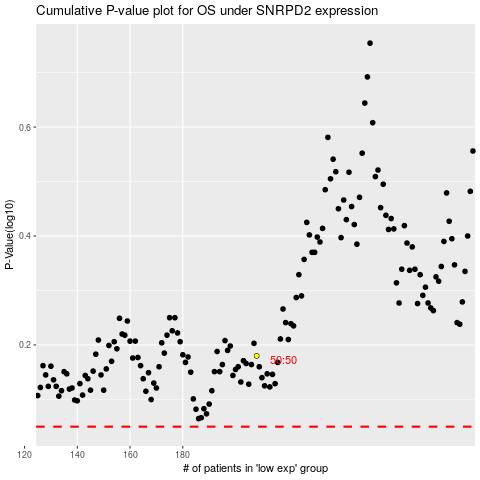 Cumulative P-value plot for OS under SNRPD2 expression
P-Value(log10)
0.6
0.4
0.2
50:50
120 140 160 180
# of patients in 'low exp' group